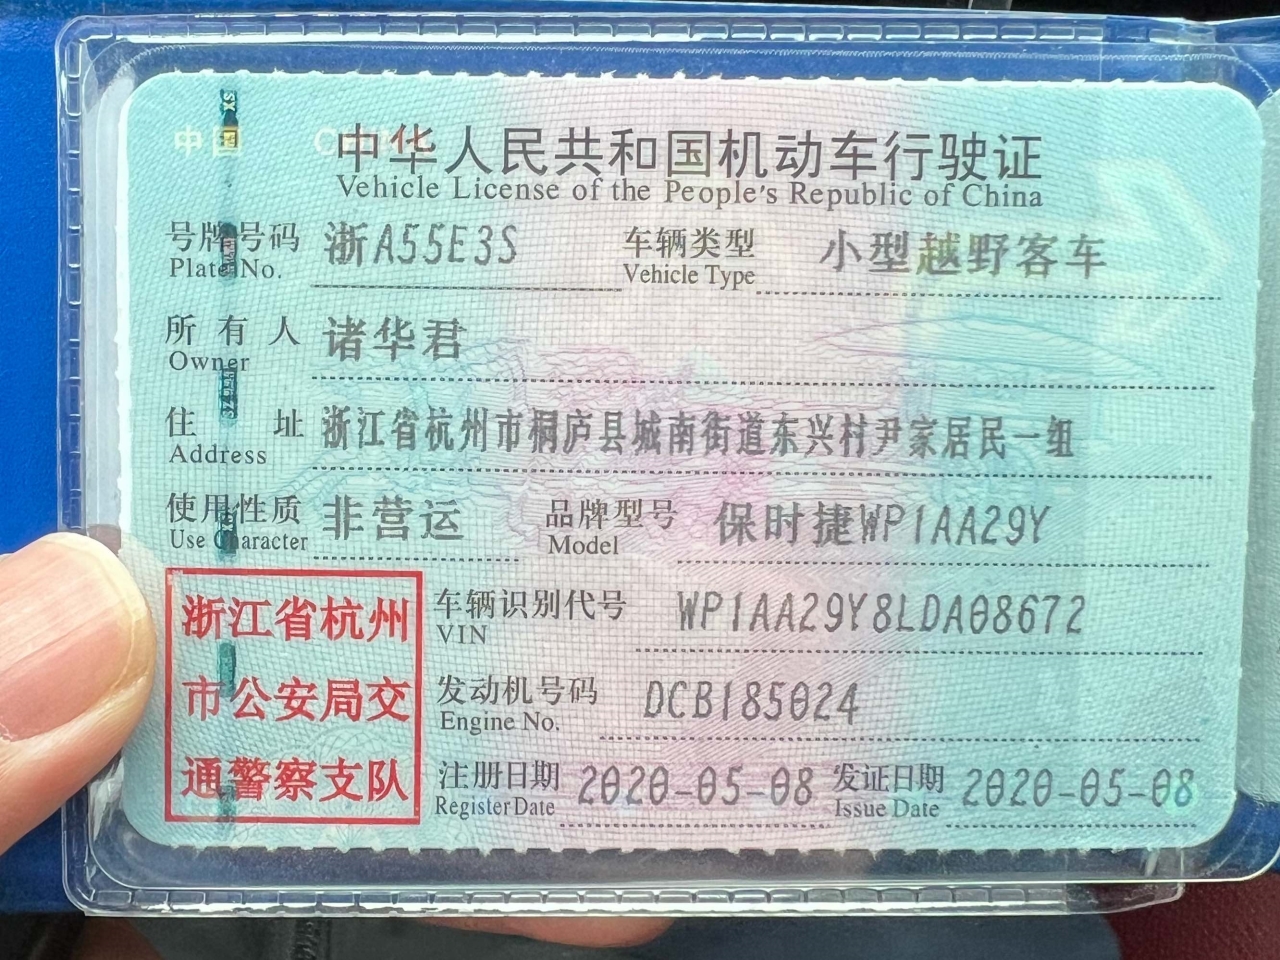 中国 CHINA
中华人民共和国机动车行驶证
Vehicle License of the People's Republic of China
号牌号码 浙A55E3S 车辆类型 小型越野客车
Plate No. Vehicle Type
所有人 诸华君
Owner
住址 浙江省杭州市桐庐县城南街道东兴村尹家居民一组
Address
使用性质 非营运 品牌型号 保时捷WP1AA29Y
Use Character Model
浙江省杭州
市公安局交
通警察支队
车辆识别代号 WP1AA29Y8LDA08672
VIN
发动机号码 DCB185024
Engine No.
注册日期 2020-05-08 发证日期 2020-05-08
Register Date Issue Date